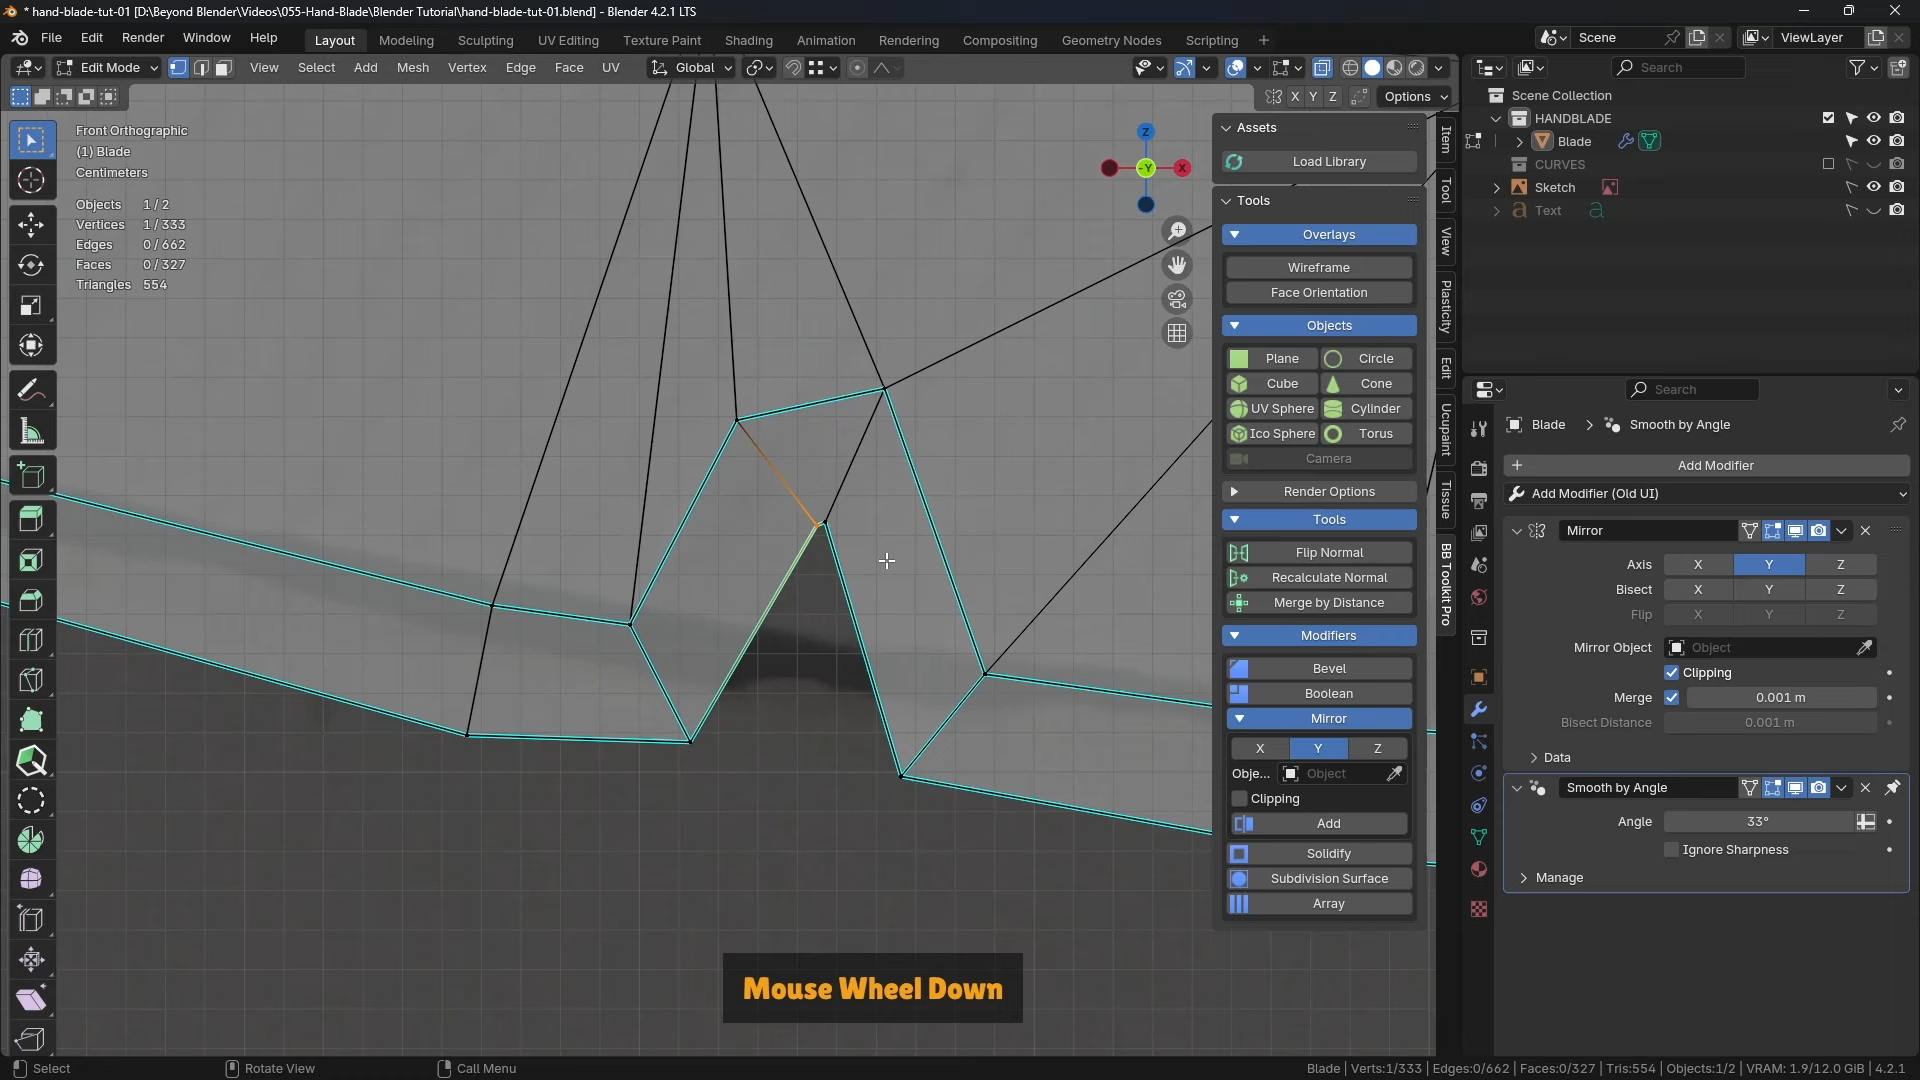 * hand-blade-tut-01 [D:\Beyond Blender\Videos\055-Hand-Blade\Blender Tutorial\hand-blade-tut-01.blend] - Blender 4.2.1 LTS
File Edit Render Window Help Layout Modeling Sculpting UV Editing Texture Paint Shading Animation Rendering Compositing Geometry Nodes Scripting + Scene ViewLayer
Edit Mode View Select Add Mesh Vertex Edge Face UV Global Search
X Y Z Options
Front Orthographic
(1) Blade
Centimeters
Objects 1/2
Vertices 1/333
Edges 0/662
Faces 0/327
Triangles 554
Z
-Y X
Assets
Load Library
Tools
Overlays
Wireframe
Face Orientation
Objects
Plane Circle
Cube Cone
UV Sphere Cylinder
Ico Sphere Torus
Camera
Render Options
Tools
Flip Normal
Recalculate Normal
Merge by Distance
Modifiers
Bevel
Boolean
Mirror
X Y Z
Obje... Object
Clipping
Add
Solidify
Subdivision Surface
Array
Item
Tool
View
Plasticity
Edit
Ucupaint
Tissue
BB Toolkit Pro
Scene Collection
HANDBLADE
Blade
CURVES
Sketch
Text
Search
Blade Smooth by Angle
Add Modifier
Add Modifier (Old UI)
Mirror
Axis X Y Z
Bisect X Y Z
Flip X Y Z
Mirror Object Object
Clipping
Merge 0.001 m
Bisect Distance 0.001 m
Data
Smooth by Angle
Angle 33°
Ignore Sharpness
Manage
Mouse Wheel Down
Select Rotate View Call Menu Blade | Verts:1/333 | Edges:0/662 | Faces:0/327 | Tris:554 | Objects:1/2 | VRAM: 1.9/12.0 GiB | 4.2.1